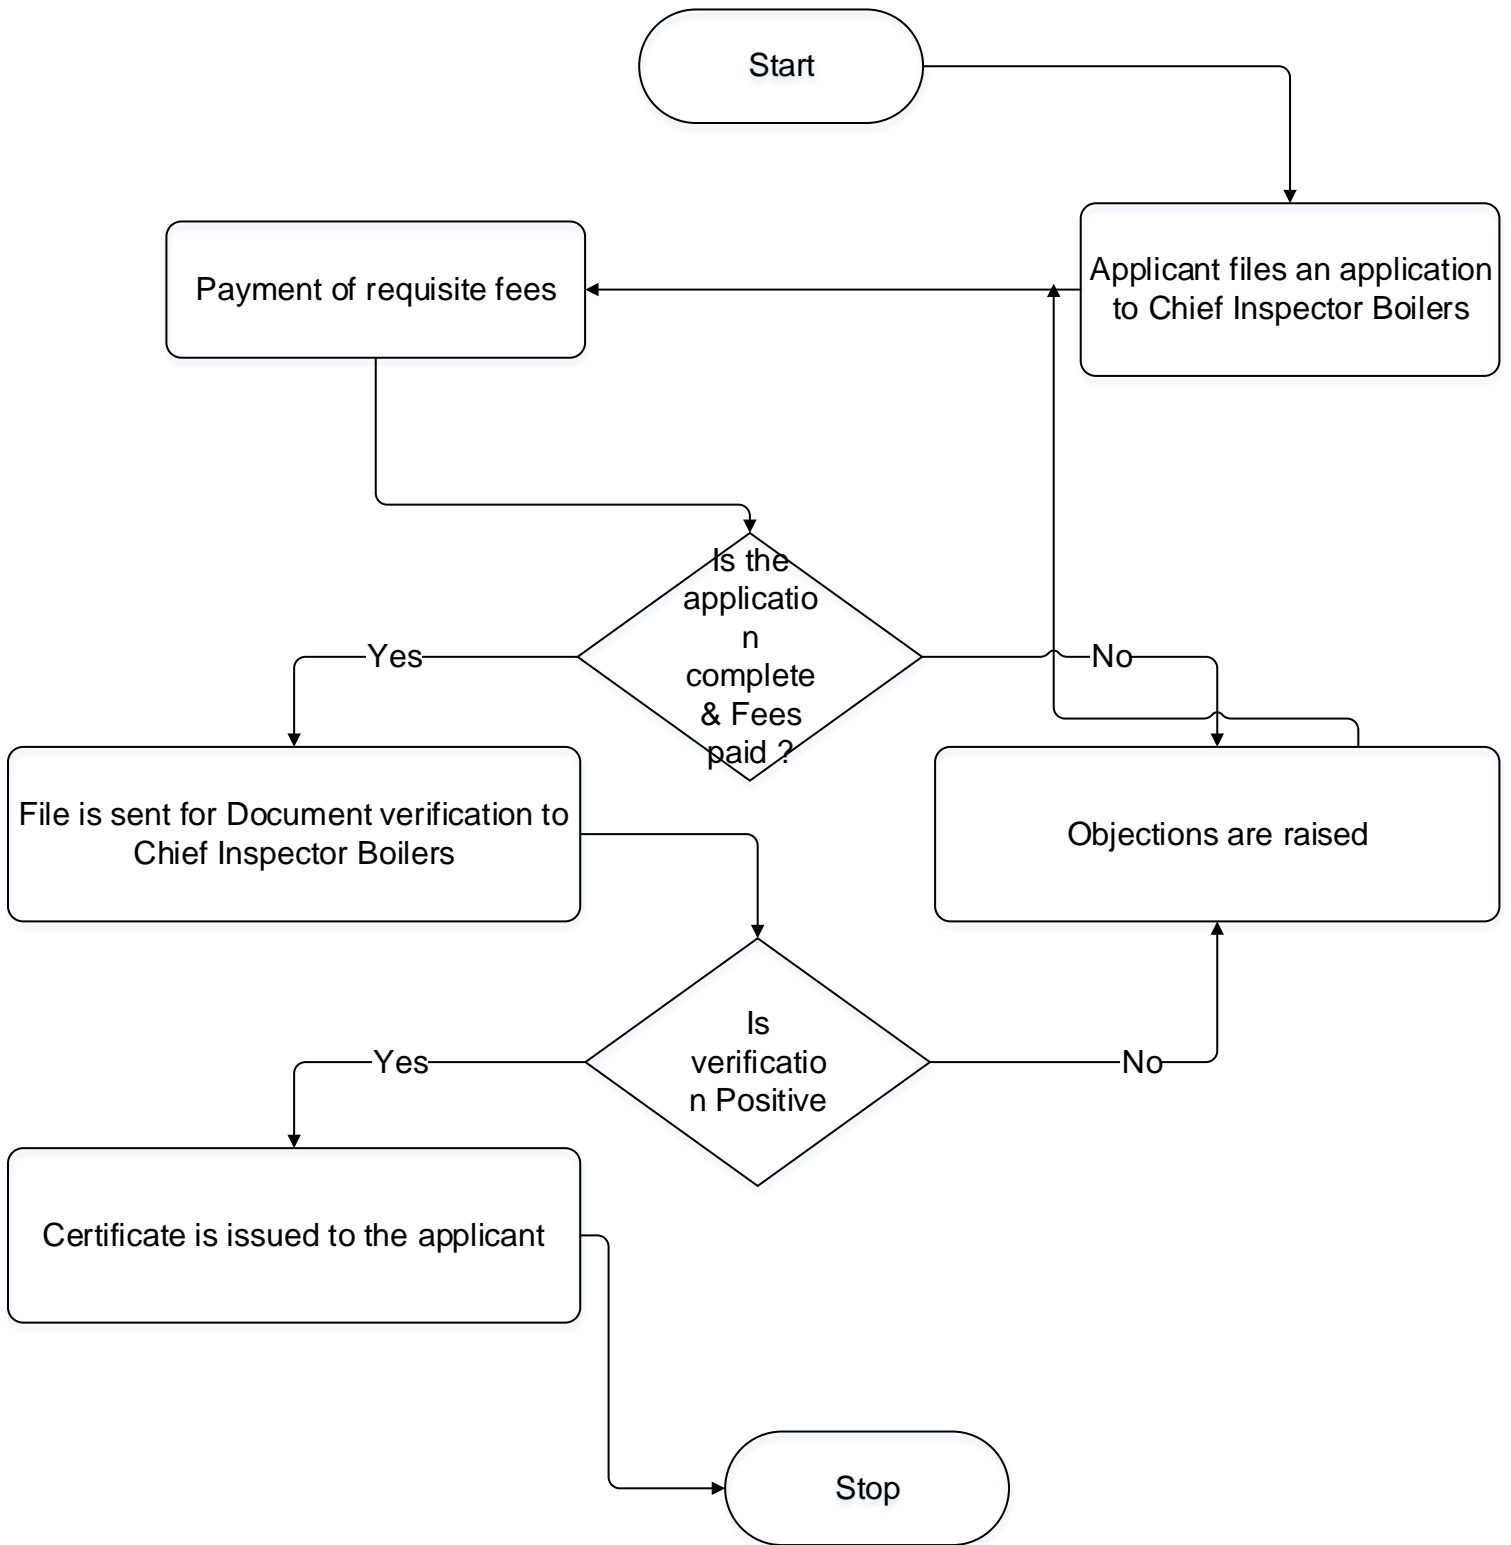 Start
Applicant files an application
to Chief Inspector Boilers
Payment of requisite fees
Is the
applicatio
n
complete
& Fees
paid ?
Yes
No
File is sent for Document verification to
Chief Inspector Boilers
Objections are raised
Is
verificatio
n Positive
Yes
No
Certificate is issued to the applicant
Stop